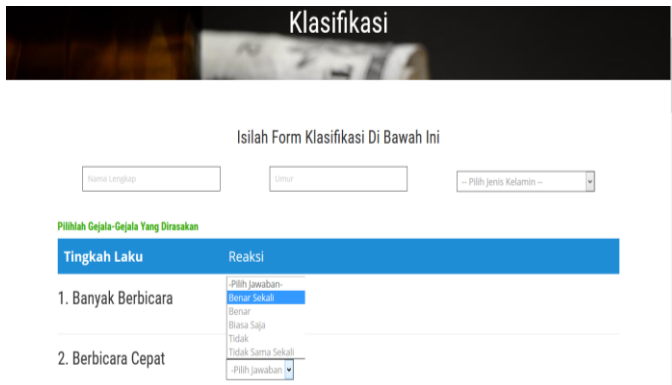 Klasifikasi
Isilah Form Klasifikasi Di Bawah Ini
Nama Lengkap
Umur
-- Pilih Jenis Kelamin --
Pilihlah Gejala-Gejala Yang Dirasakan
Tingkah Laku Reaksi
-Pilih Jawaban-
1. Banyak Berbicara
Benar Sekali
Benar
Biasa Saja
Tidak
Tidak Sama Sekali
2. Berbicara Cepat
-Pilih Jawaban